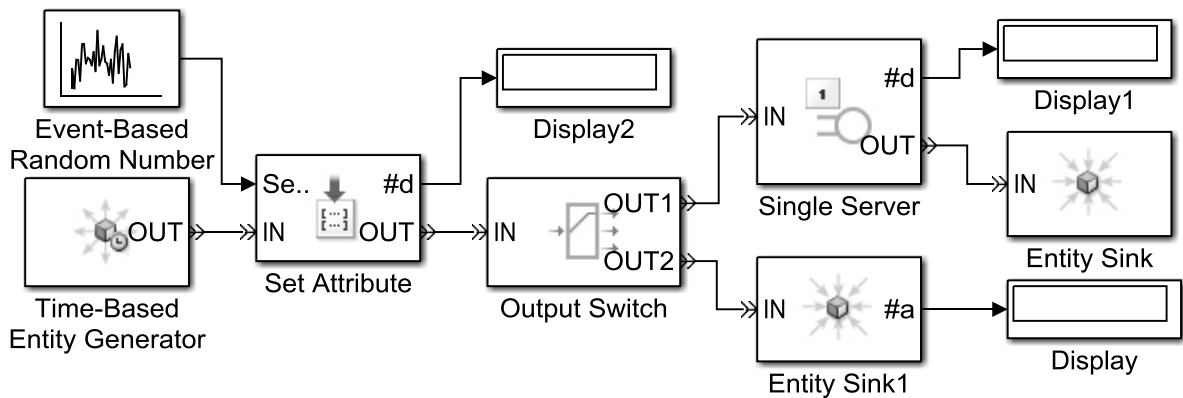 Event-Based
Random Number
OUT
Time-Based
Entity Generator
Se..
#d
IN
OUT
Set Attribute
Display2
IN
OUT1
OUT2
Output Switch
1
#d
IN
OUT
Single Server
Display1
IN
Entity Sink
IN
#a
Entity Sink1
Display